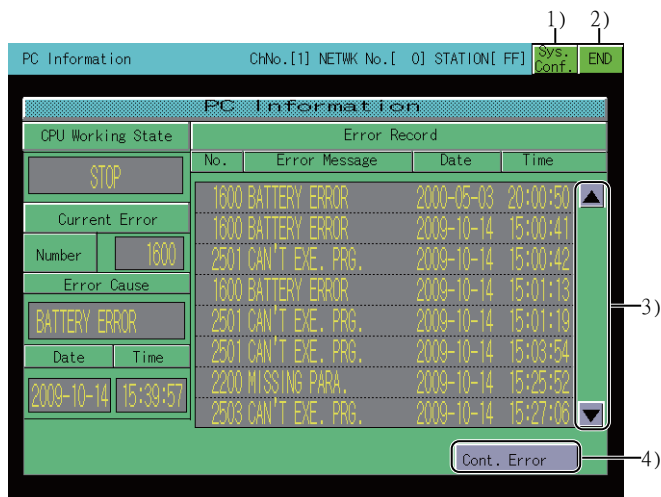 1) 2)
PC Information ChNo.[1] NETWK No.[ 0] STATION[ FF] Sys. Conf. END
PC Information
CPU Working State Error Record
No. Error Message Date Time
STOP
1600 BATTERY ERROR 2000-05-03 20:00:50
1600 BATTERY ERROR 2009-10-14 15:00:41
Current Error
2501 CAN'T EXE. PRG. 2009-10-14 15:00:42
Number 1600
1600 BATTERY ERROR 2009-10-14 15:01:13
Error Cause
2501 CAN'T EXE. PRG. 2009-10-14 15:01:19
3)
BATTERY ERROR
2501 CAN'T EXE. PRG. 2009-10-14 15:03:54
Date Time
2200 MISSING PARA. 2009-10-14 15:25:52
2009-10-14 15:39:57
2503 CAN'T EXE. PRG. 2009-10-14 15:27:06
Cont. Error 4)